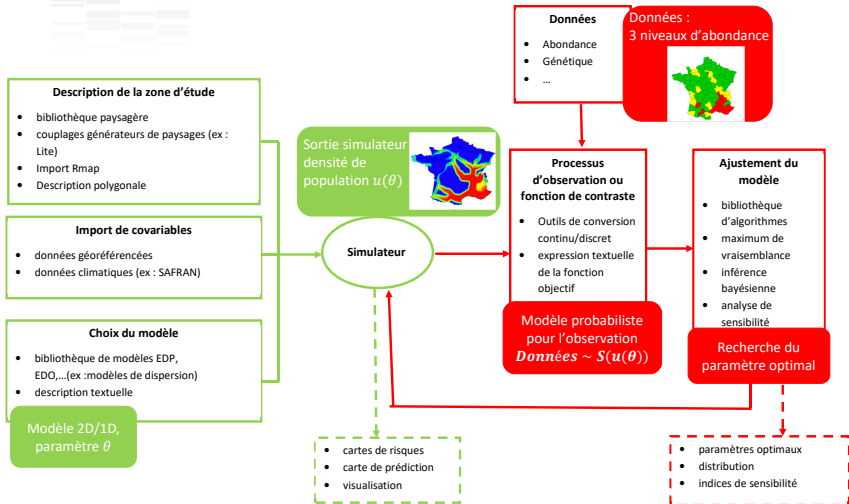 Données
• Abondance
• Génétique
• ...
Données :
3 niveaux d'abondance
Description de la zone d'étude
• bibliothèque paysagère
• couplages générateurs de paysages (ex :
Lite)
• Import Rmap
• Description polygonale
Import de covariables
• données géoréférencées
• données climatiques (ex : SAFRAN)
Choix du modèle
• bibliothèque de modèles EDP,
EDO,...(ex :modèles de dispersion)
• description textuelle
Modèle 2D/1D,
paramètre θ
Sortie simulateur
densité de
population u(θ)
Simulateur
Processus
d'observation ou
fonction de contraste
• Outils de conversion
continu/discret
• expression textuelle
de la fonction
objectif
Modèle probabiliste
pour l'observation
Données ~ S(u(θ))
Ajustement du
modèle
• bibliothèque
d'algorithmes
• maximum de
vraisemblance
• inférence
bayésienne
• analyse de
sensibilité
Recherche du
paramètre optimal
• cartes de risques
• carte de prédiction
• visualisation
• paramètres optimaux
• distribution
• indices de sensibilité